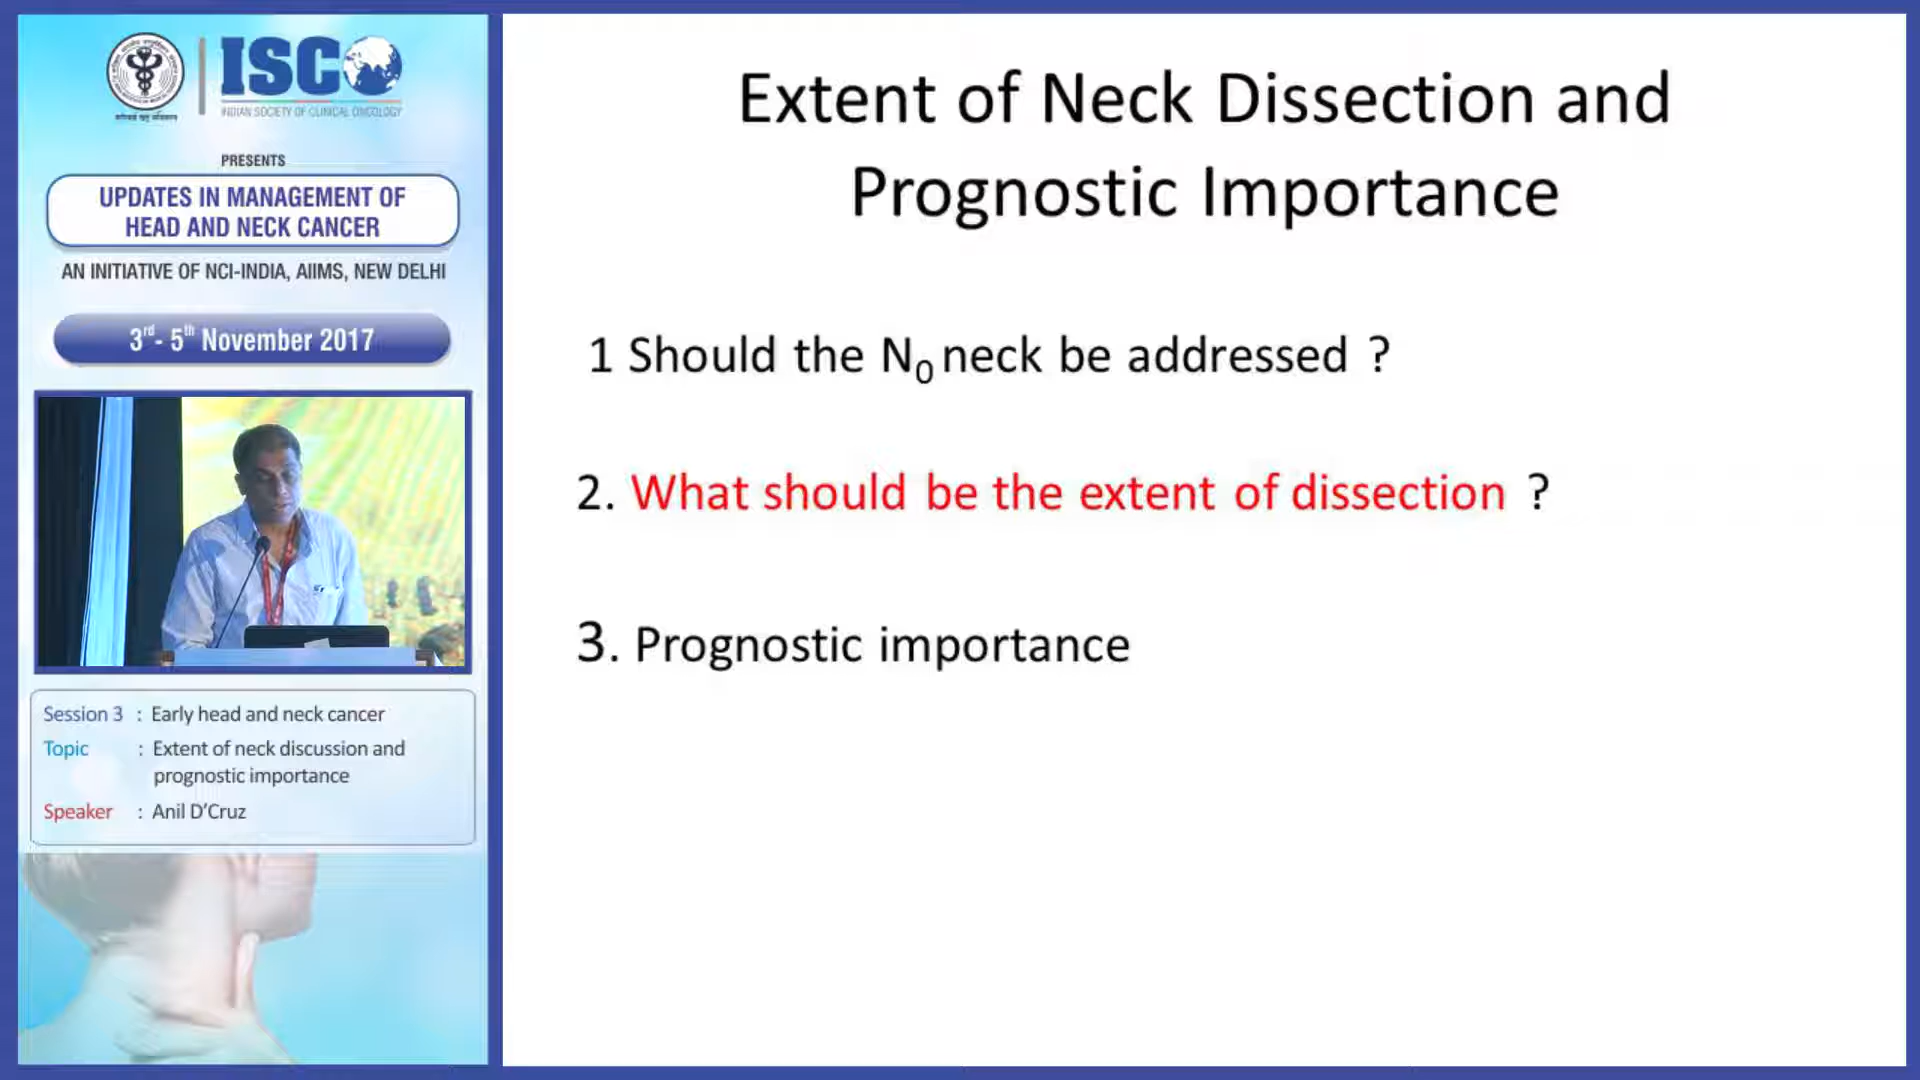 ISCO
INDIAN SOCIETY OF CLINICAL ONCOLOGY
PRESENTS
UPDATES IN MANAGEMENT OF
HEAD AND NECK CANCER
AN INITIATIVE OF NCI-INDIA, AIIMS, NEW DELHI
3rd- 5th November 2017
Session 3 : Early head and neck cancer
Topic : Extent of neck discussion and
prognostic importance
Speaker : Anil D'Cruz
Extent of Neck Dissection and
Prognostic Importance
1 Should the N0 neck be addressed ?
2. What should be the extent of dissection ?
3. Prognostic importance